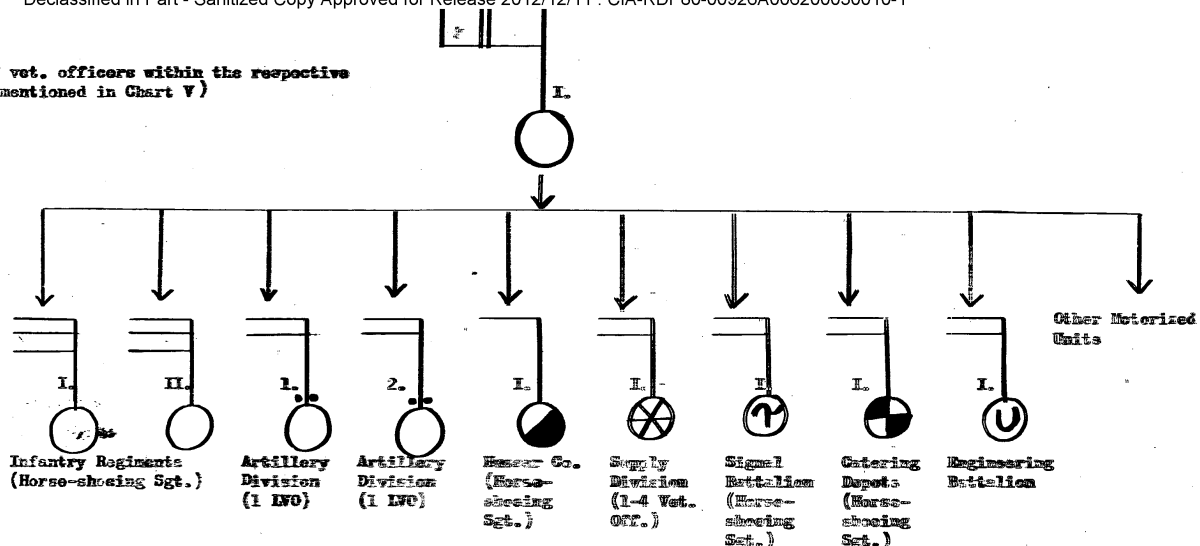 Declassified in Part - Sanitized Copy Approved for Release 2012/12/11 : CIA-RDP80-00926A006200030010-1
F
vet. officers within the respective
mentioned in Chart V)
I.
Other Motorized
Units
I.
II.
1.
2.
I.
I.
I.
I.
I.
U
Infantry Regiments
(Horse-shoeing Sgt.)
Artillery
Division
(1 LVO)
Artillery
Division
(1 LVO)
Hussar Co.
(Horse-
shoeing
Sgt.)
Supply
Division
(1-4 Vet.
Off.)
Signal
Battalion
(Horse-
shoeing
Sgt.)
Catering
Depots
(Horse-
shoeing
Sgt.)
Engineering
Battalion